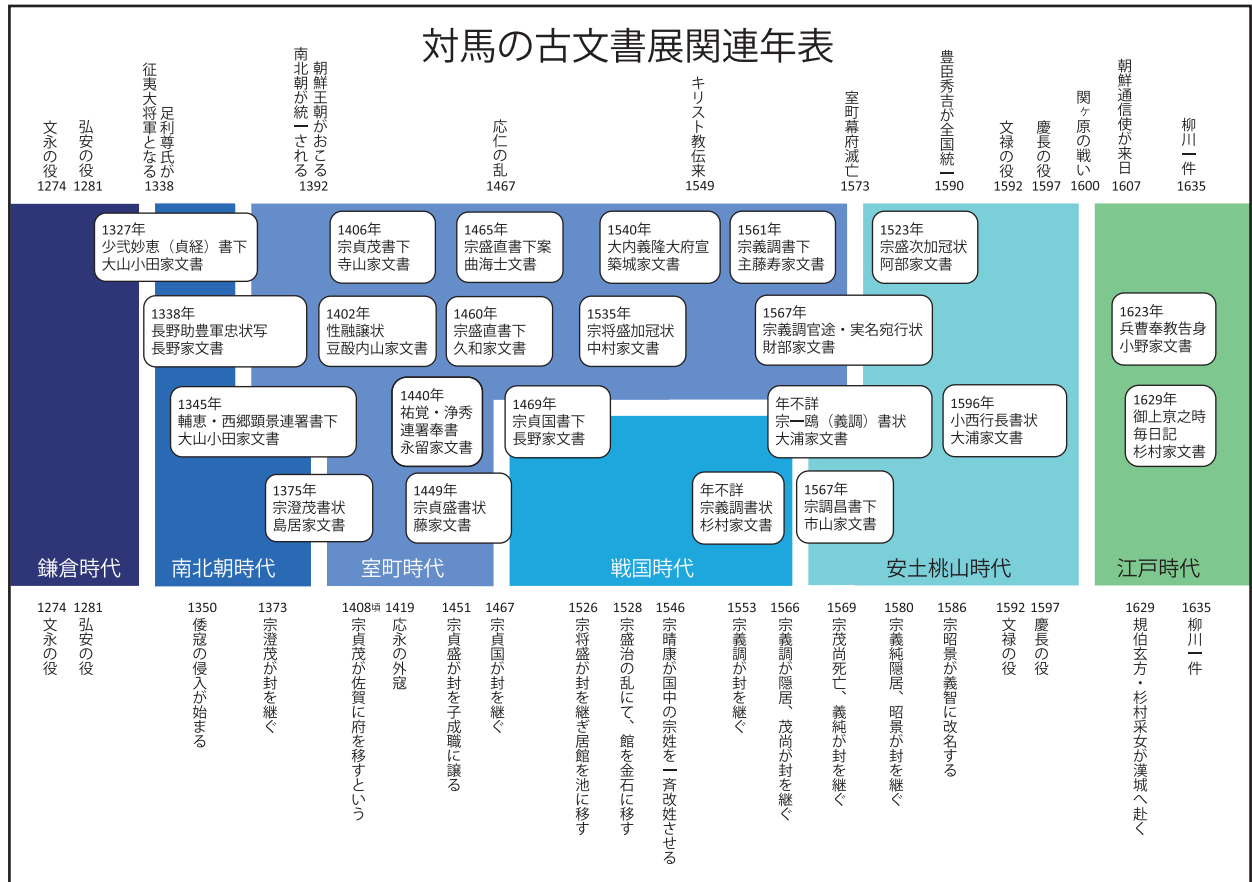 対馬の古文書展関連年表
文永の役
1274
弘安の役
1281
足利尊氏が
征夷大将軍となる
1338
朝鮮王朝がおこる
南北朝が統一される
1392
応仁の乱
1467
キリスト教伝来
1549
室町幕府滅亡
1573
豊臣秀吉が全国統一
1590
文禄の役
1592
慶長の役
1597
関ヶ原の戦い
1600
朝鮮通信使が来日
1607
柳川一件
1635
1327年
少弐妙恵（貞経）書下
大山小田家文書
1406年
宗貞茂書下
寺山家文書
1465年
宗盛直書下案
曲海士文書
1540年
大内義隆大府宣
築城家文書
1561年
宗義調書下
主藤寿家文書
1523年
宗盛次加冠状
阿部家文書
1338年
長野助豊軍忠状写
長野家文書
1402年
性融譲状
豆酘内山家文書
1460年
宗盛直書下
久和家文書
1535年
宗将盛加冠状
中村家文書
1567年
宗義調官途・実名宛行状
財部家文書
1623年
兵曹奉教告身
小野家文書
1345年
輔恵・西郷顕景連署書下
大山小田家文書
1440年
祐覚・浄秀
連署奉書
永留家文書
1469年
宗貞国書下
長野家文書
年不詳
宗一鴎（義調）書状
大浦家文書
1596年
小西行長書状
大浦家文書
1629年
御上京之時
毎日記
杉村家文書
1375年
宗澄茂書状
島居家文書
1449年
宗貞盛書状
藤家文書
年不詳
宗義調書状
杉村家文書
1567年
宗調昌書下
市山家文書
鎌倉時代
南北朝時代
室町時代
戦国時代
安土桃山時代
江戸時代
1274
文永の役
1281
弘安の役
1350
倭寇の侵入が始まる
1373
宗澄茂が封を継ぐ
1408頃
宗貞茂が佐賀に府を移すという
1419
応永の外寇
1451
宗貞盛が封を子成職に譲る
1467
宗貞国が封を継ぐ
1526
宗将盛が封を継ぎ居館を池に移す
1528
宗盛治の乱にて、館を金石に移す
1546
宗晴康が国中の宗姓を一斉改姓させる
1553
宗義調が封を継ぐ
1566
宗義調が隠居、茂尚が封を継ぐ
1569
宗茂尚死亡、義純が封を継ぐ
1580
宗義純隠居、昭景が封を継ぐ
1586
宗昭景が義智に改名する
1592
文禄の役
1597
慶長の役
1629
規伯玄方・杉村采女が漢城へ赴く
1635
柳川一件